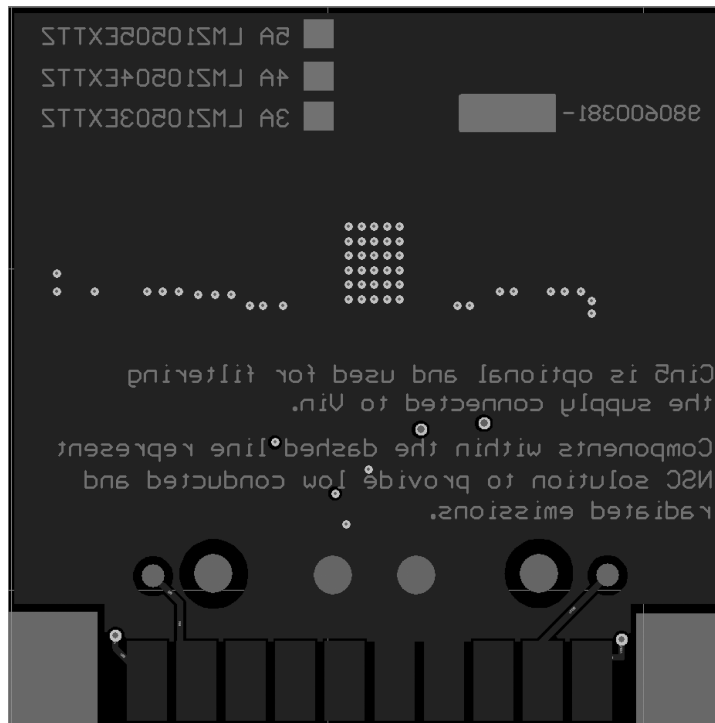 5A LMZ10505EXTTZ
4A LMZ10504EXTTZ
3A LMZ10503EXTTZ
980600381-
Cin5 is optional and used for filtering
the supply connected to Vin.
Components within the dashed line represent
NSC solution to provide low conducted and
radiated emissions.